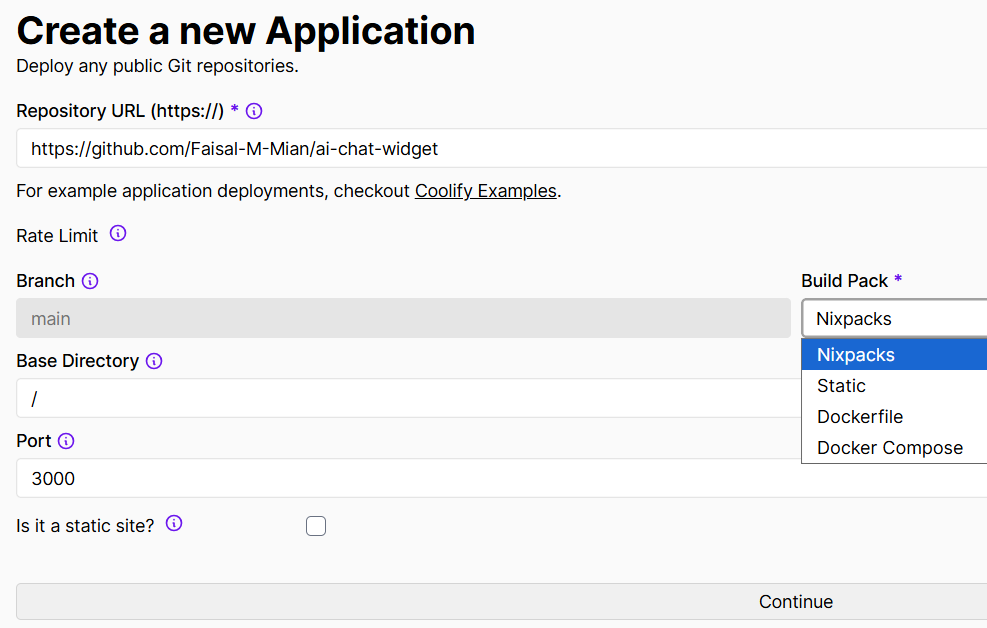 Create a new Application
Deploy any public Git repositories.
Repository URL (https://) *
https://github.com/Faisal-M-Mian/ai-chat-widget
For example application deployments, checkout Coolify Examples.
Rate Limit
Branch
Build Pack *
main
Nixpacks
Nixpacks
Static
Dockerfile
Docker Compose
Base Directory
/
Port
3000
Is it a static site?
Continue